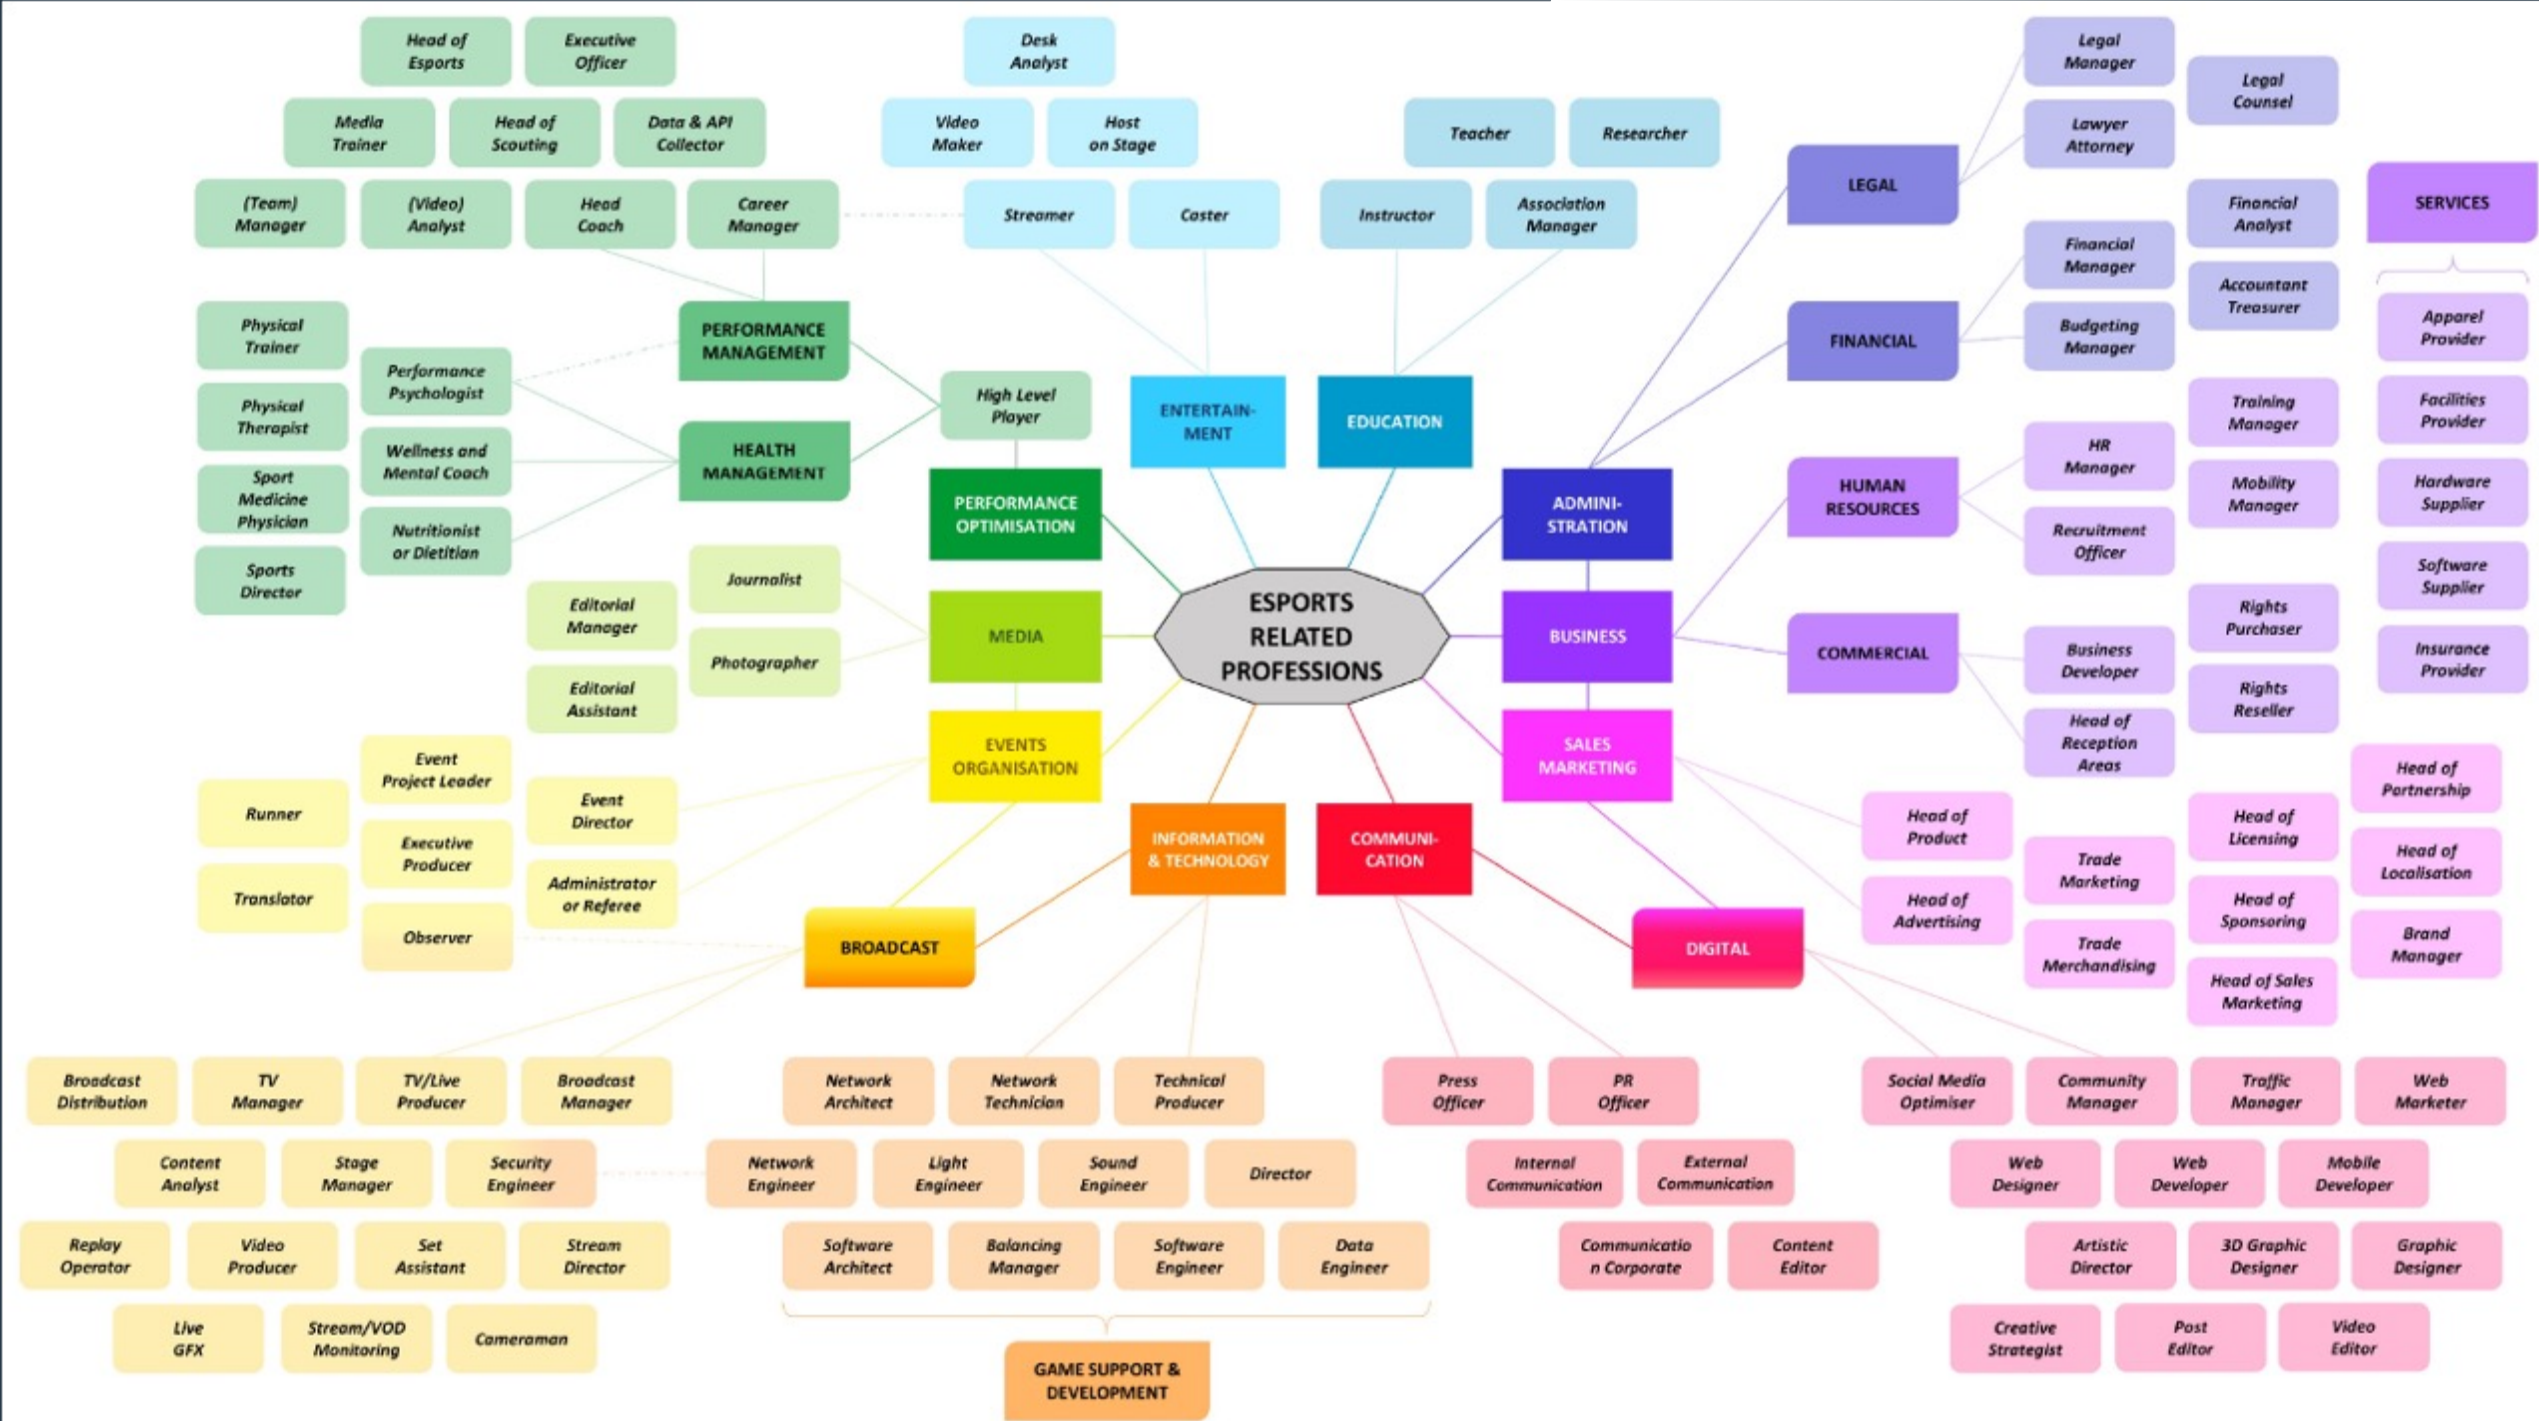 Head of
Esports
Executive
Officer
Media
Trainer
Head of
Scouting
Data & API
Collector
(Team)
Manager
(Video)
Analyst
Head
Coach
Career
Manager
Desk
Analyst
Video
Maker
Host
on Stage
Streamer
Caster
Teacher
Researcher
Instructor
Association
Manager
Legal
Manager
Legal
Counsel
Lawyer
Attorney
LEGAL
Financial
Analyst
Financial
Manager
Accountant
Treasurer
Budgeting
Manager
FINANCIAL
SERVICES
Apparel
Provider
Facilities
Provider
Hardware
Supplier
Software
Supplier
Insurance
Provider
Physical
Trainer
Performance
Psychologist
Physical
Therapist
Wellness and
Mental Coach
Sport
Medicine
Physician
Nutritionist
or Dietitian
Sports
Director
PERFORMANCE
MANAGEMENT
HEALTH
MANAGEMENT
High Level
Player
PERFORMANCE
OPTIMISATION
ENTERTAIN-
MENT
EDUCATION
ADMINI-
STRATION
HUMAN
RESOURCES
HR
Manager
Training
Manager
Mobility
Manager
Recruitment
Officer
Journalist
Editorial
Manager
Photographer
Editorial
Assistant
MEDIA
ESPORTS
RELATED
PROFESSIONS
BUSINESS
COMMERCIAL
Business
Developer
Rights
Purchaser
Rights
Reseller
Head of
Reception
Areas
Event
Project Leader
Runner
Event
Director
Executive
Producer
Translator
Administrator
or Referee
Observer
EVENTS
ORGANISATION
INFORMATION
& TECHNOLOGY
COMMUNI-
CATION
SALES
MARKETING
BROADCAST
DIGITAL
Head of
Product
Head of
Advertising
Trade
Marketing
Trade
Merchandising
Head of
Licensing
Head of
Sponsoring
Head of Sales
Marketing
Head of
Partnership
Head of
Localisation
Brand
Manager
Broadcast
Distribution
TV
Manager
TV/Live
Producer
Broadcast
Manager
Content
Analyst
Stage
Manager
Security
Engineer
Replay
Operator
Video
Producer
Set
Assistant
Stream
Director
Live
GFX
Stream/VOD
Monitoring
Cameraman
Network
Architect
Network
Technician
Technical
Producer
Network
Engineer
Light
Engineer
Sound
Engineer
Director
Software
Architect
Balancing
Manager
Software
Engineer
Data
Engineer
GAME SUPPORT &
DEVELOPMENT
Press
Officer
PR
Officer
Internal
Communication
External
Communication
Communicatio
n Corporate
Content
Editor
Social Media
Optimiser
Community
Manager
Traffic
Manager
Web
Marketer
Web
Designer
Web
Developer
Mobile
Developer
Artistic
Director
3D Graphic
Designer
Graphic
Designer
Creative
Strategist
Post
Editor
Video
Editor